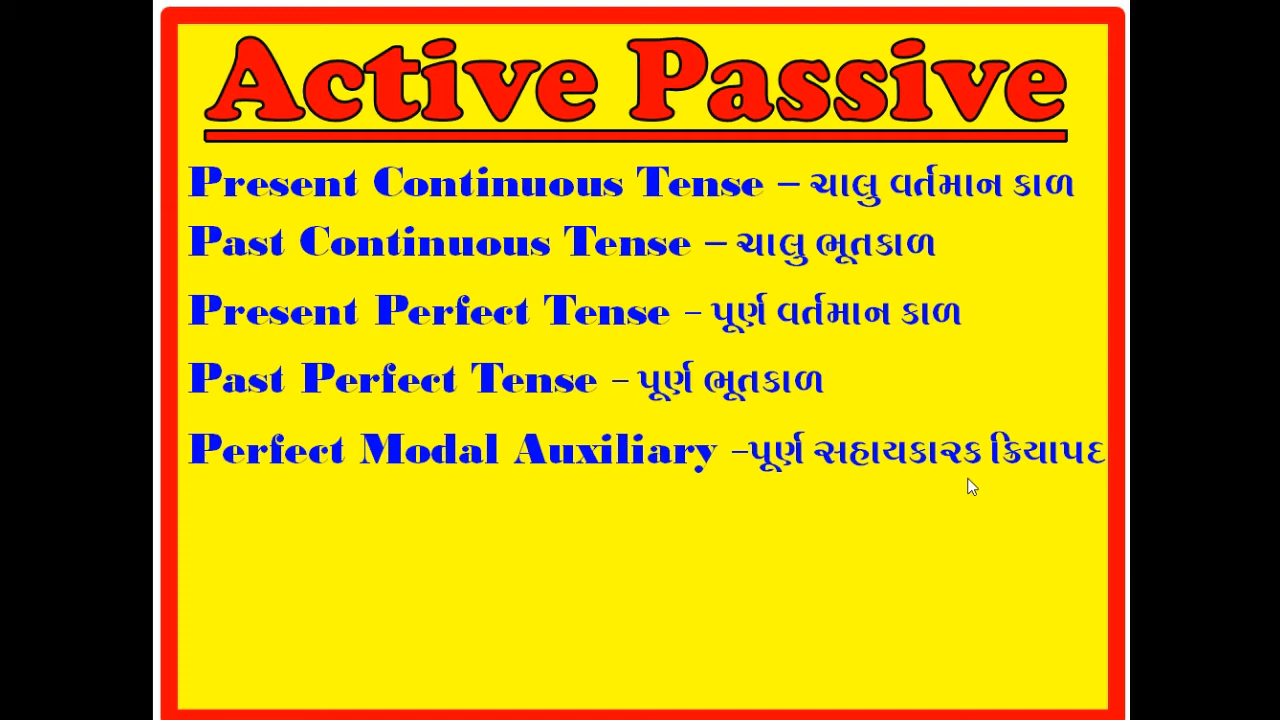 Active Passive
Present Continuous Tense – ચાલુ વર્તમાન કાળ
Past Continuous Tense – ચાલુ ભૂતકાળ
Present Perfect Tense - પૂર્ણ વર્તમાન કાળ
Past Perfect Tense - પૂર્ણ ભૂતકાળ
Perfect Modal Auxiliary -પૂર્ણ સહાયકારક ક્રિયાપદ